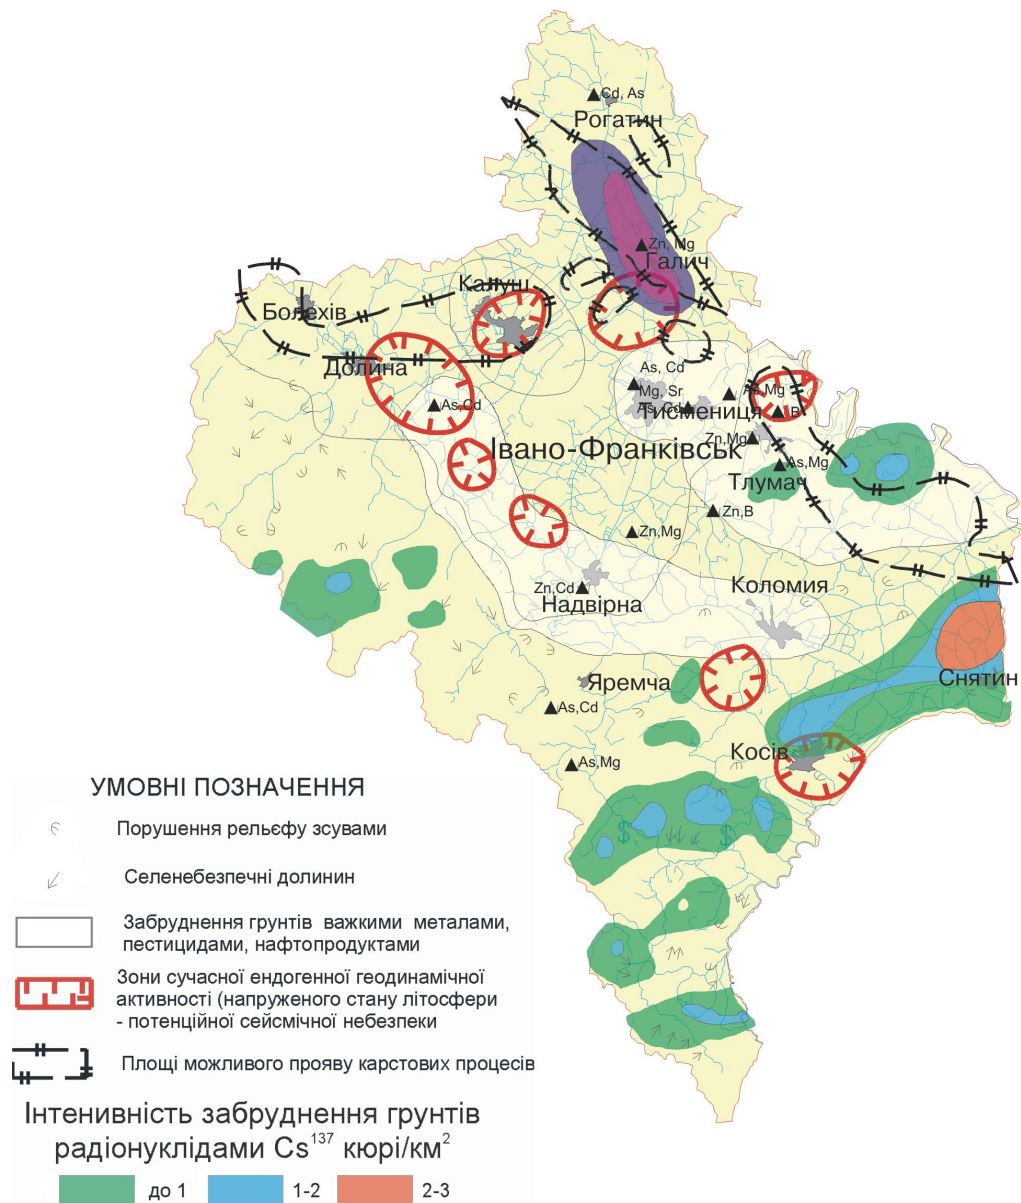 Cd, As
Рогатин
Zn, Mg
Галич
Калуш
Болехів
Долина
As, Cd
Mg, Sr
As, Cd
As,Mg
Тисмениця
В
As,Cd
Zn,Mg
Івано-Франківськ
As,Mg
Тлумач
Zn,B
Zn,Mg
Zn,Cd
Надвірна
Коломия
Яремча
Снятин
As,Cd
Косів
As,Mg
УМОВНІ ПОЗНАЧЕННЯ
Порушення рельєфу зсувами
Селенебезпечні долинин
Забруднення грунтів важкими металами,
пестицидами, нафтопродуктами
Зони сучасної ендогенної геодинамічної
активності (напруженого стану літосфери
- потенційної сейсмічної небезпеки
Площі можливого прояву карстових процесів
Інтенивність забруднення грунтів
радіонуклідами Cs¹³⁷ кюрі/км²
до 1
1-2
2-3